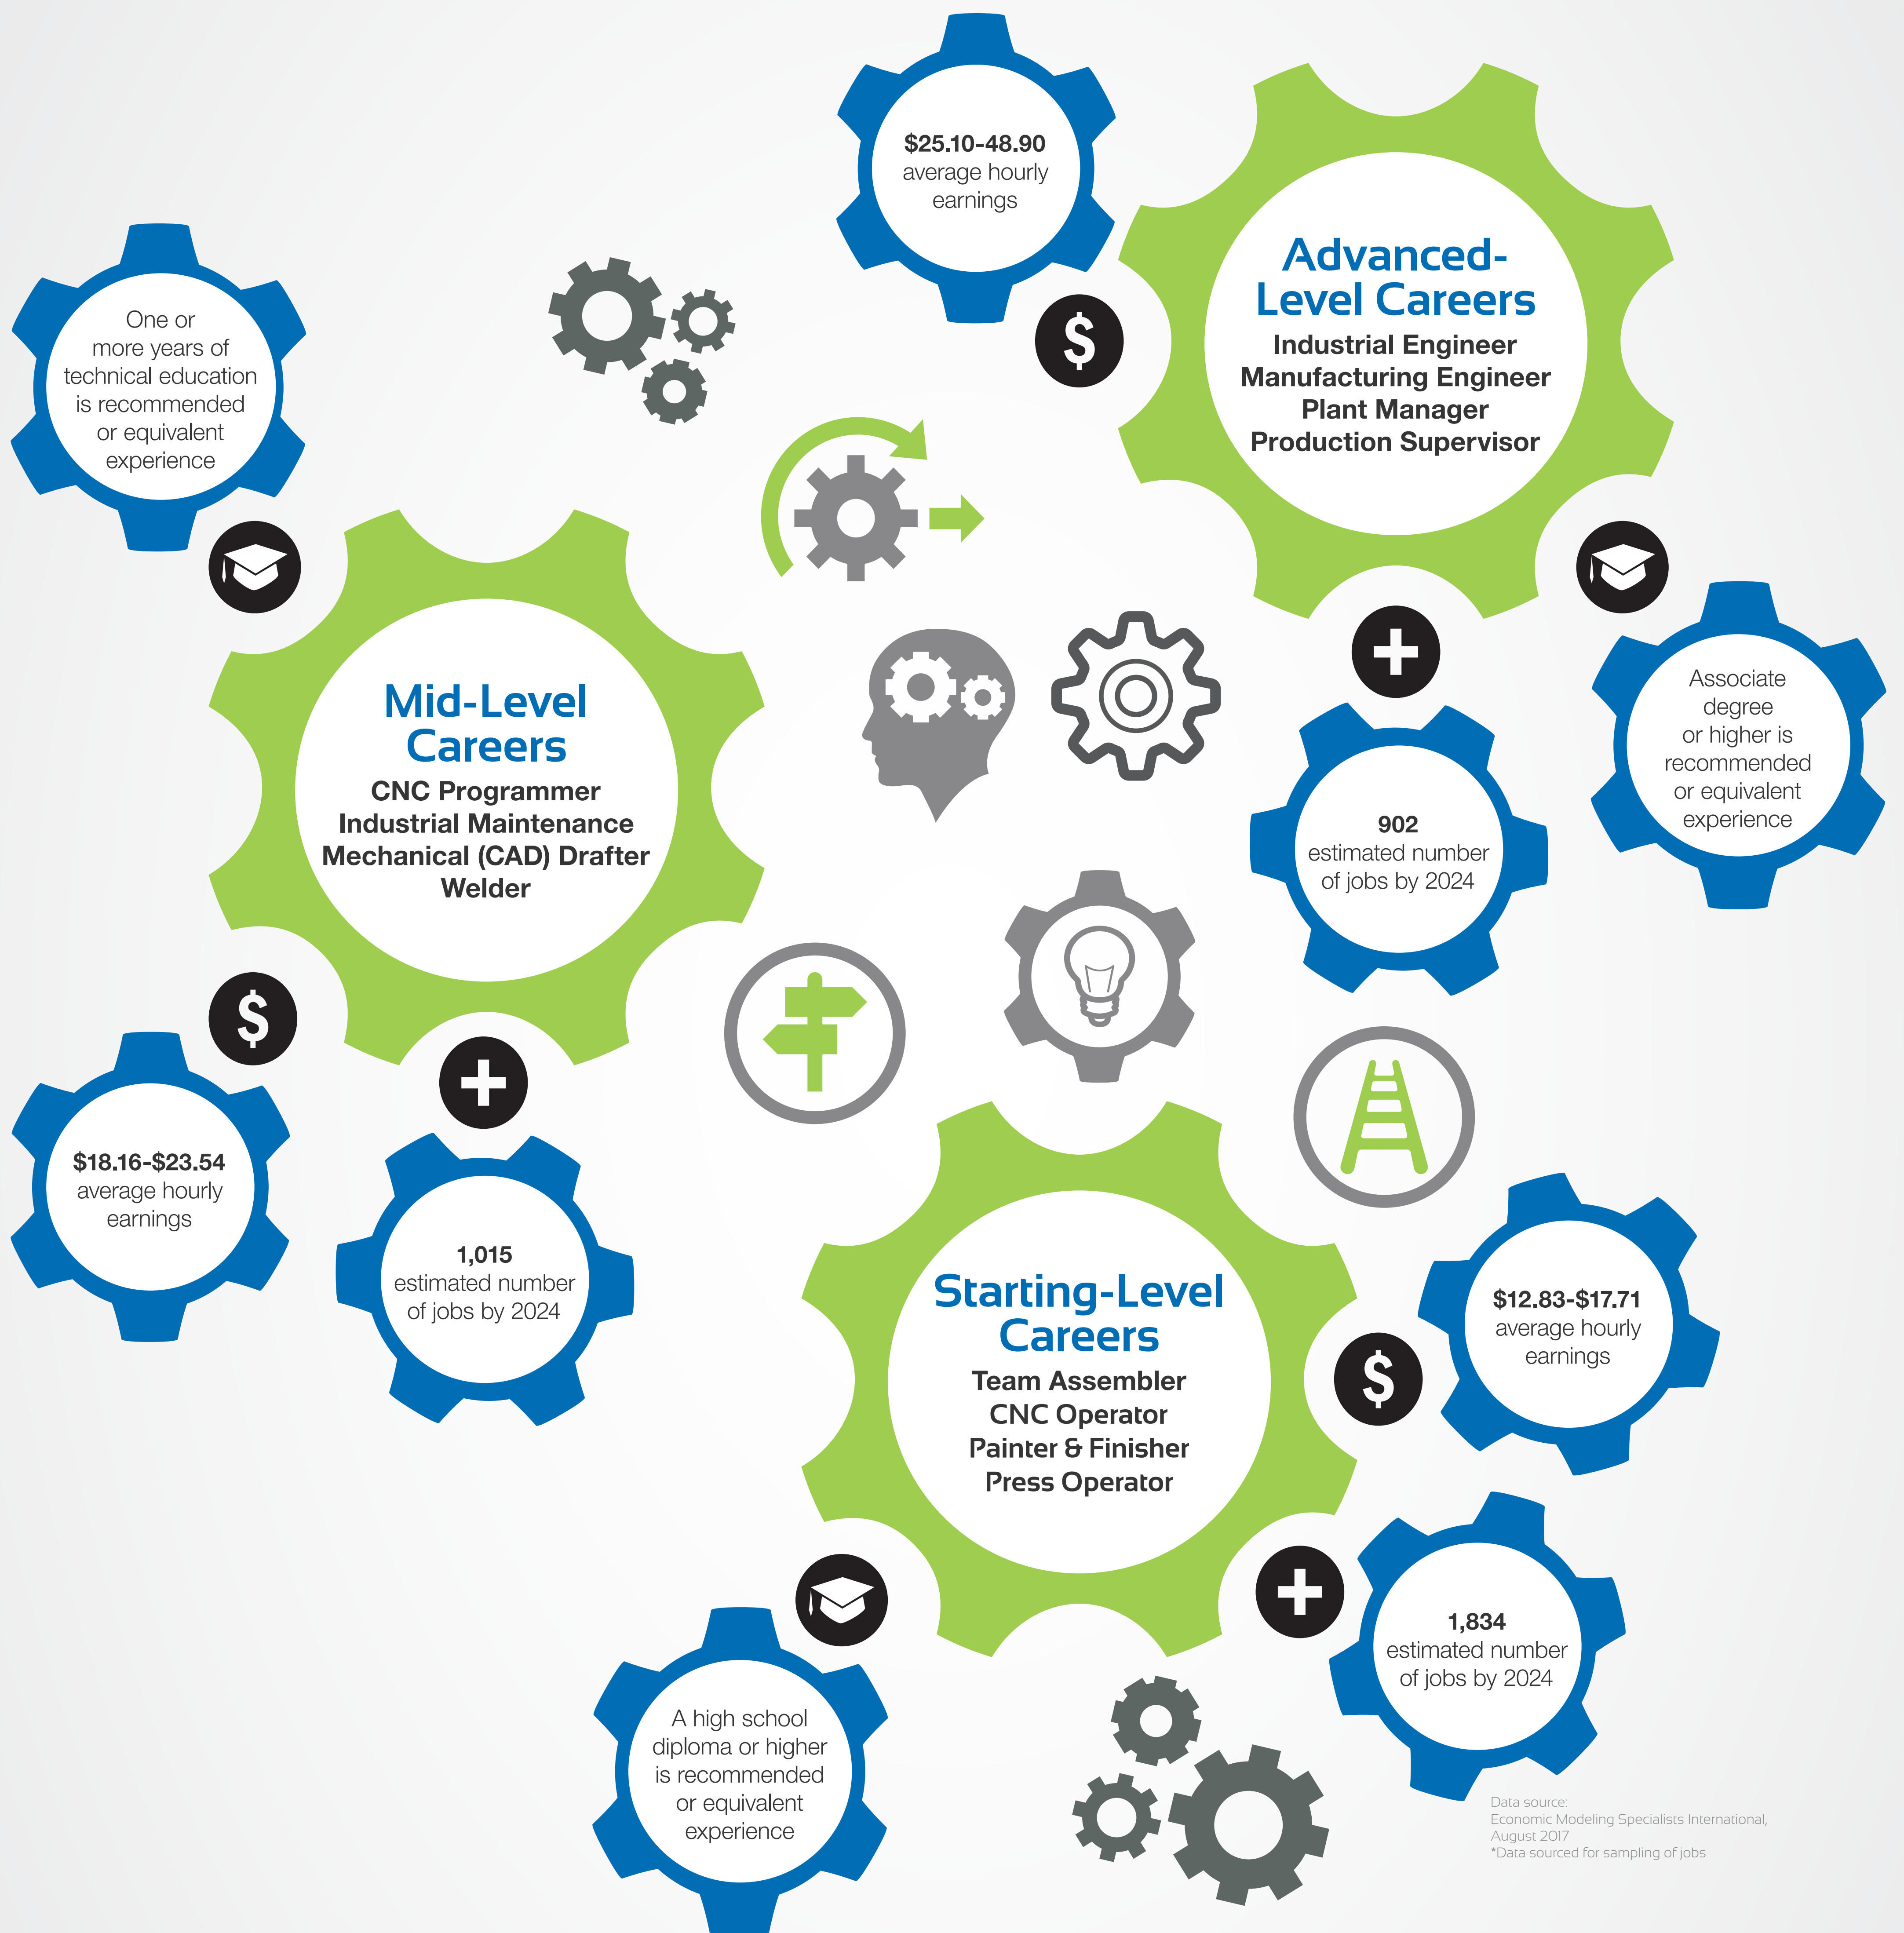 $25.10-48.90
average hourly
earnings
Advanced-
Level Careers
Industrial Engineer
Manufacturing Engineer
Plant Manager
Production Supervisor
$
One or
more years of
technical education
is recommended
or equivalent
experience
Mid-Level
Careers
CNC Programmer
Industrial Maintenance
Mechanical (CAD) Drafter
Welder
+
Associate
degree
or higher is
recommended
or equivalent
experience
902
estimated number
of jobs by 2024
$
+
$18.16-$23.54
average hourly
earnings
1,015
estimated number
of jobs by 2024
Starting-Level
Careers
Team Assembler
CNC Operator
Painter & Finisher
Press Operator
$
$12.83-$17.71
average hourly
earnings
+
1,834
estimated number
of jobs by 2024
A high school
diploma or higher
is recommended
or equivalent
experience
Data source:
Economic Modeling Specialists International,
August 2017
*Data sourced for sampling of jobs